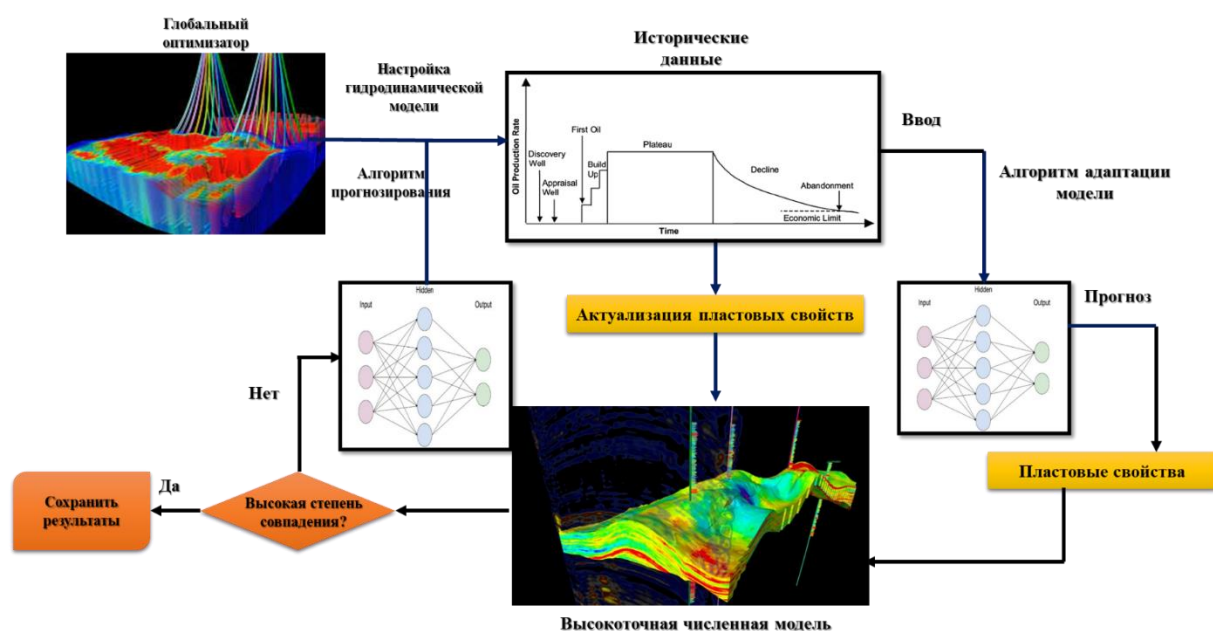 Глобальный
оптимизатор
Настройка
гидродинамической
модели
Алгоритм
прогнозирования
Исторические
данные
Oil Production Rate
Discovery
Well
Appraisal
Well
First Oil
Build
Up
Plateau
Decline
Abandonment
Economic Limit
Time
Ввод
Алгоритм адаптации
модели
Актуализация пластовых свойств
Hidden
Input
Output
Hidden
Input
Output
Прогноз
Нет
Пластовые свойства
Да
Сохранить
результаты
Высокая степень
совпадения?
Высокоточная численная модель